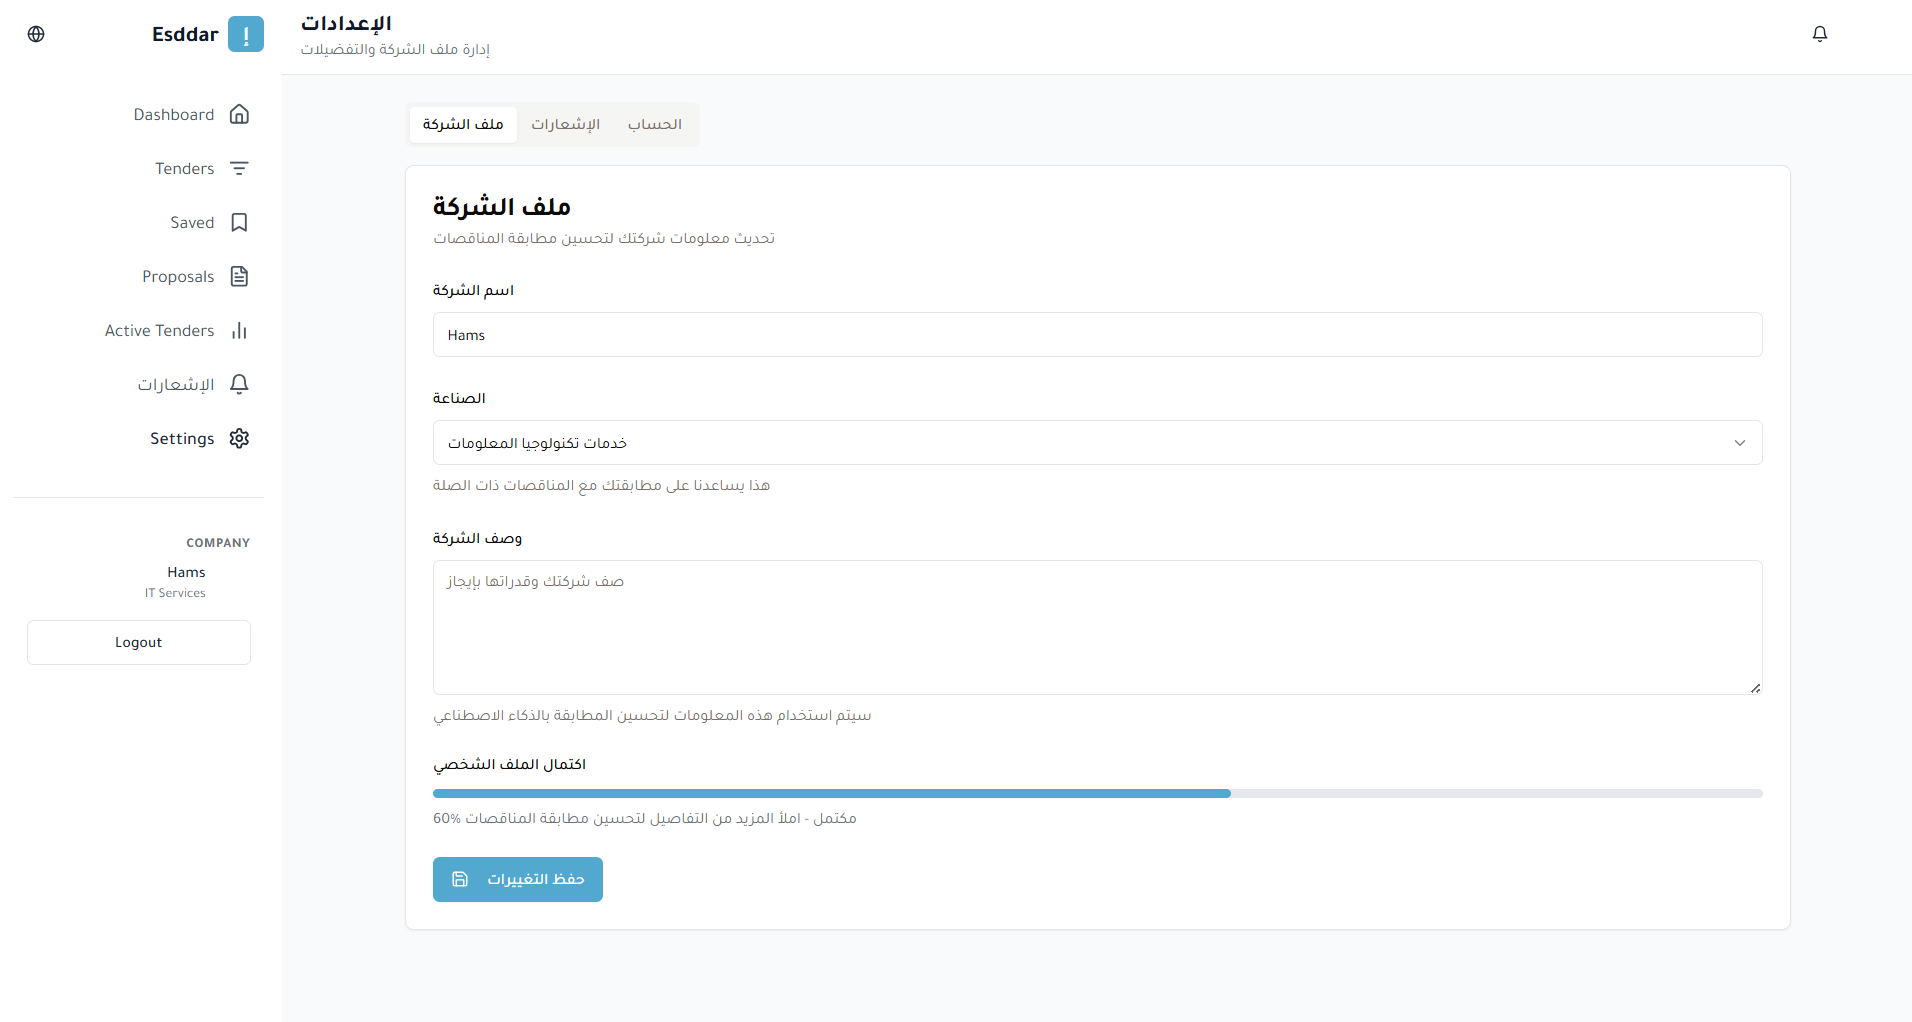 Esddar
إ
Dashboard
Tenders
Saved
Proposals
Active Tenders
الإشعارات
Settings
COMPANY
Hams
IT Services
Logout
الإعدادات
إدارة ملف الشركة والتفضيلات
ملف الشركة
الإشعارات
الحساب
ملف الشركة
تحديث معلومات شركتك لتحسين مطابقة المناقصات
اسم الشركة
Hams
الصناعة
خدمات تكنولوجيا المعلومات
هذا يساعدنا على مطابقتك مع المناقصات ذات الصلة
وصف الشركة
صف شركتك وقدراتها بإيجاز
سيتم استخدام هذه المعلومات لتحسين المطابقة بالذكاء الاصطناعي
اكتمال الملف الشخصي
60% مكتمل - املأ المزيد من التفاصيل لتحسين مطابقة المناقصات
حفظ التغييرات